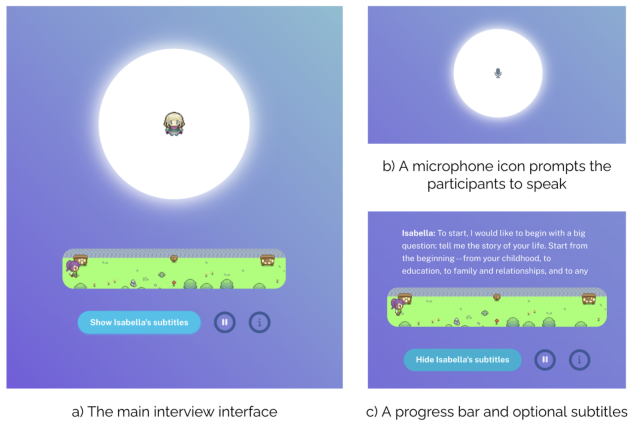 Show Isabella's subtitles
a) The main interview interface
b) A microphone icon prompts the
participants to speak
Isabella: To start, I would like to begin with a big
question: tell me the story of your life. Start from
the beginning--from your childhood, to
education, to family and relationships, and to any
Hide Isabella's subtitles
c) A progress bar and optional subtitles